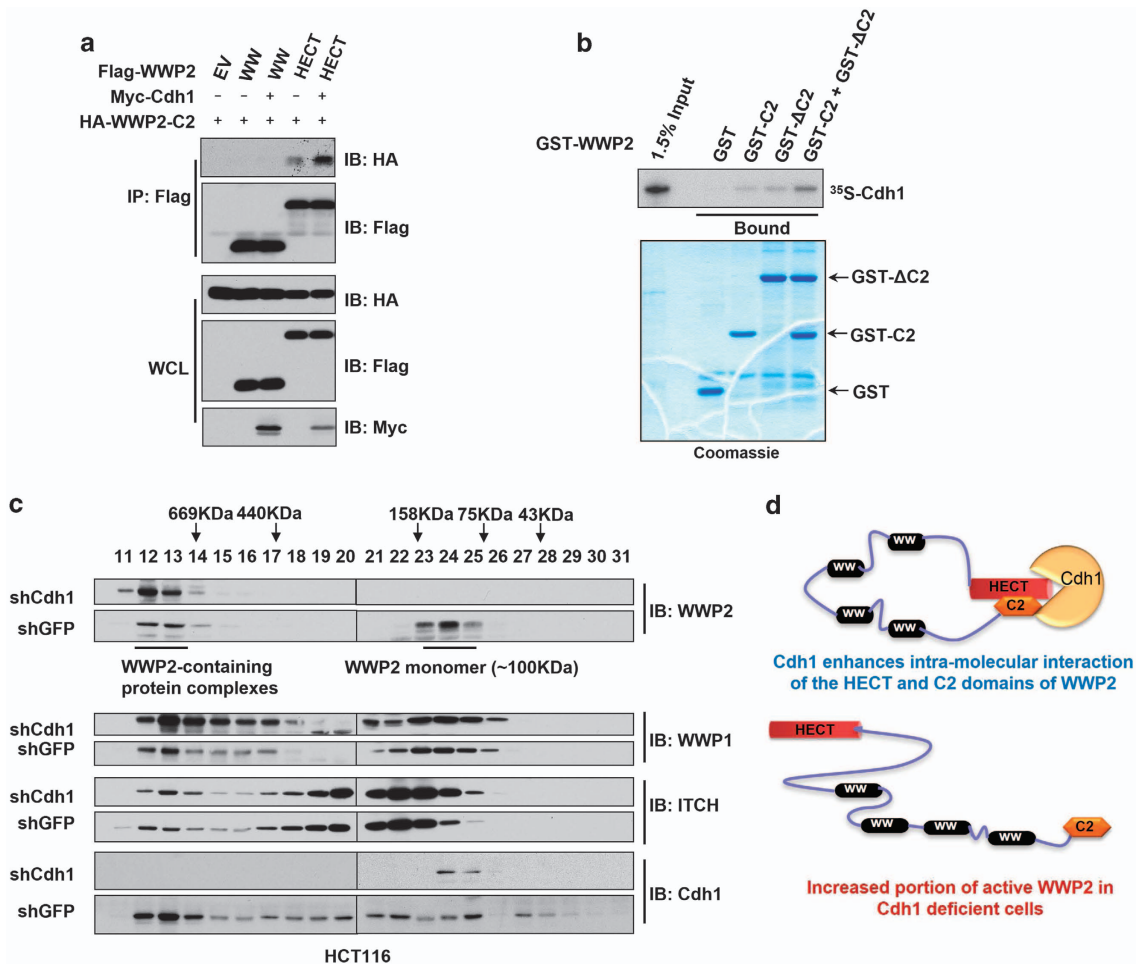 a
Flag-WWP2 EV WW WW HECT HECT
Myc-Cdh1 – – + – +
HA-WWP2-C2 + + + + +
IP: Flag
IB: HA
IB: Flag
WCL
IB: HA
IB: Flag
IB: Myc
b
GST-WWP2 1.5% Input GST GST-C2 GST-ΔC2 GST-C2 + GST-ΔC2
³⁵S-Cdh1
Bound
GST-ΔC2
GST-C2
GST
Coomassie
c
669KDa 440KDa 158KDa 75KDa 43KDa
11 12 13 14 15 16 17 18 19 20 21 22 23 24 25 26 27 28 29 30 31
shCdh1
shGFP
IB: WWP2
WWP2-containing
protein complexes
WWP2 monomer (~100KDa)
shCdh1
shGFP
IB: WWP1
shCdh1
shGFP
IB: ITCH
shCdh1
shGFP
IB: Cdh1
HCT116
d
WW
WW
HECT
Cdh1
C2
WW
WW
Cdh1 enhances intra-molecular interaction
of the HECT and C2 domains of WWP2
HECT
WW
WW WW WW C2
Increased portion of active WWP2 in
Cdh1 deficient cells